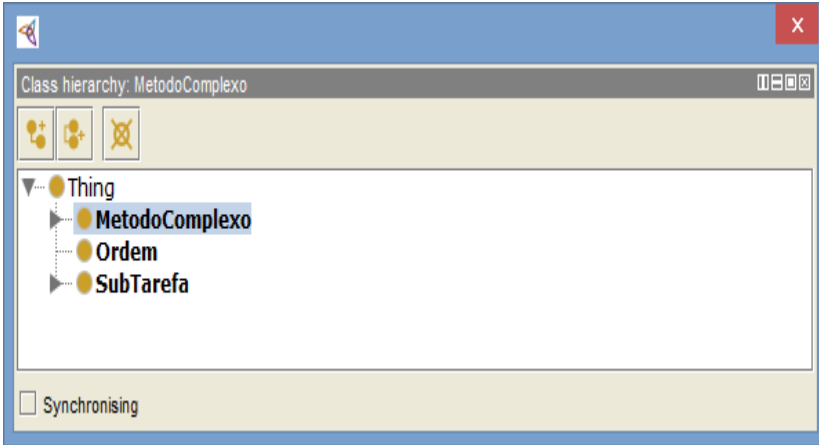 X
Class hierarchy: MetodoComplexo
Thing
MetodoComplexo
Ordem
SubTarefa
Synchronising